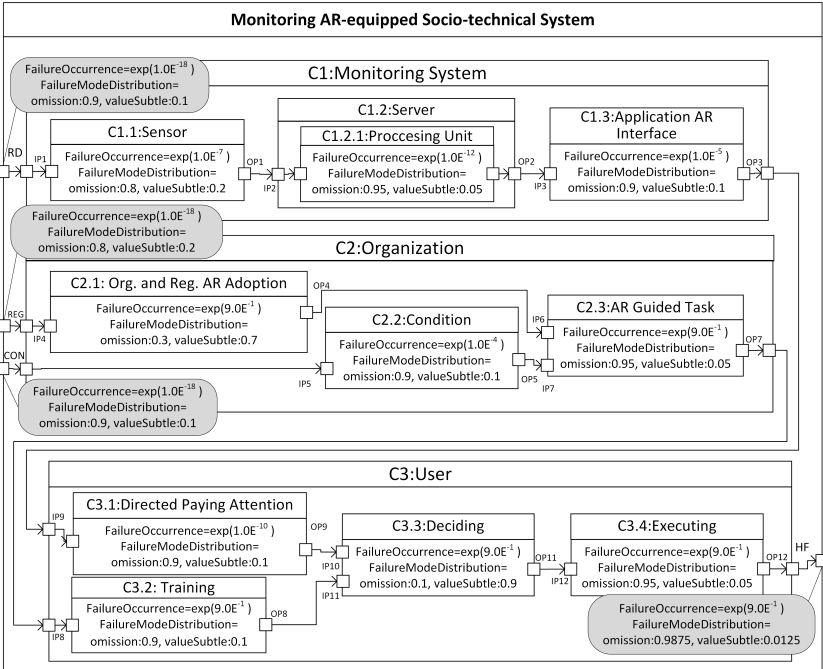 Monitoring AR-equipped Socio-technical System
FailureOccurrence=exp(1.0E⁻¹⁸ )
FailureModeDistribution=
omission:0.9, valueSubtle:0.1
C1:Monitoring System
RD
IP1
C1.1:Sensor
FailureOccurrence=exp(1.0E⁻⁷ )
FailureModeDistribution=
omission:0.8, valueSubtle:0.2
OP1
IP2
C1.2:Server
C1.2.1:Proccesing Unit
FailureOccurrence=exp(1.0E⁻¹² )
FailureModeDistribution=
omission:0.95, valueSubtle:0.05
OP2
IP3
C1.3:Application AR
Interface
FailureOccurrence=exp(1.0E⁻⁵ )
FailureModeDistribution=
omission:0.9, valueSubtle:0.1
OP3
FailureOccurrence=exp(1.0E⁻¹⁸ )
FailureModeDistribution=
omission:0.8, valueSubtle:0.2
C2:Organization
REG
IP4
C2.1: Org. and Reg. AR Adoption
FailureOccurrence=exp(9.0E⁻¹ )
FailureModeDistribution=
omission:0.3, valueSubtle:0.7
OP4
CON
IP5
C2.2:Condition
FailureOccurrence=exp(1.0E⁻⁴ )
FailureModeDistribution=
omission:0.9, valueSubtle:0.1
OP5
IP6
IP7
C2.3:AR Guided Task
FailureOccurrence=exp(9.0E⁻¹ )
FailureModeDistribution=
omission:0.95, valueSubtle:0.05
OP7
FailureOccurrence=exp(1.0E⁻¹⁸ )
FailureModeDistribution=
omission:0.9, valueSubtle:0.1
C3:User
IP9
C3.1:Directed Paying Attention
FailureOccurrence=exp(1.0E⁻¹⁰ )
FailureModeDistribution=
omission:0.9, valueSubtle:0.1
OP9
IP8
C3.2: Training
FailureOccurrence=exp(9.0E⁻¹ )
FailureModeDistribution=
omission:0.9, valueSubtle:0.1
OP8
IP10
IP11
C3.3:Deciding
FailureOccurrence=exp(9.0E⁻¹ )
FailureModeDistribution=
omission:0.1, valueSubtle:0.9
OP11
IP12
C3.4:Executing
FailureOccurrence=exp(9.0E⁻¹ )
FailureModeDistribution=
omission:0.95, valueSubtle:0.05
OP12
HF
FailureOccurrence=exp(9.0E⁻¹ )
FailureModeDistribution=
omission:0.9875, valueSubtle:0.0125